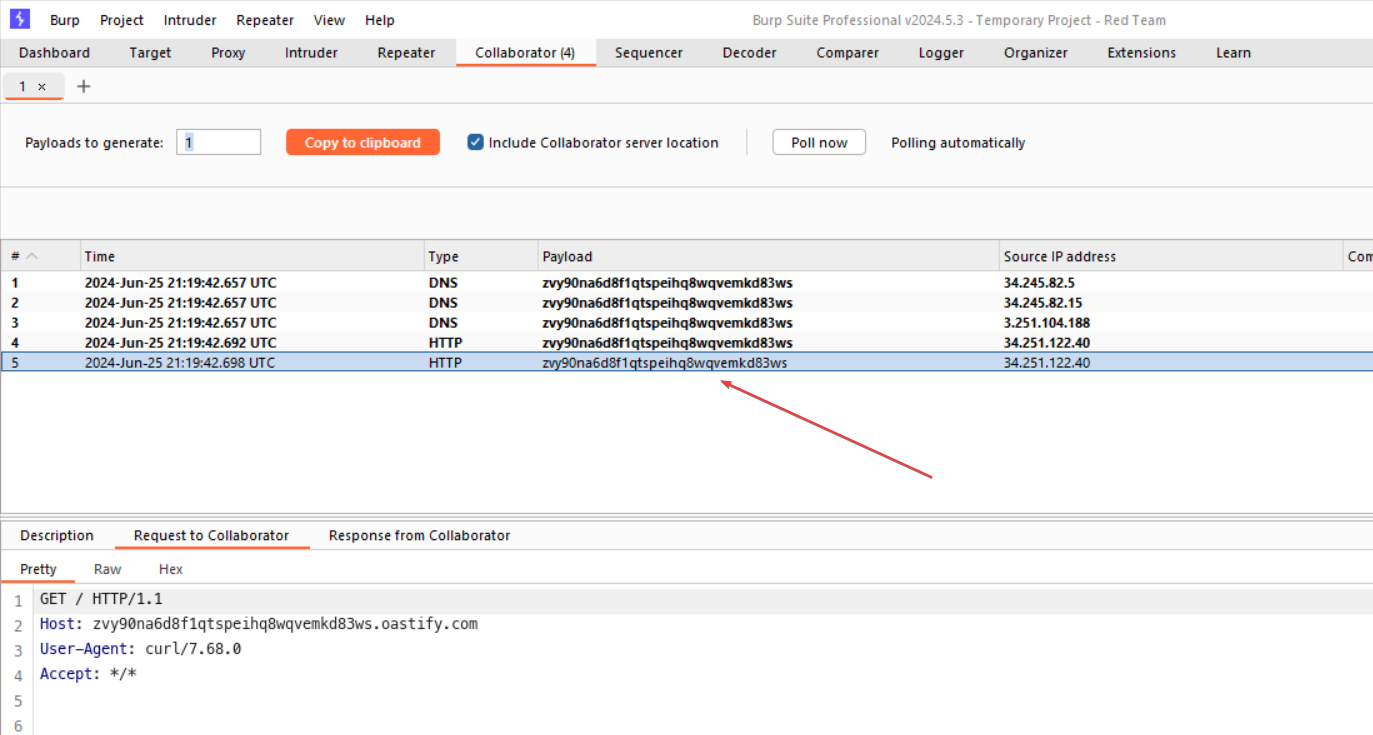 Burp Project Intruder Repeater View Help Burp Suite Professional v2024.5.3 - Temporary Project - Red Team
Dashboard Target Proxy Intruder Repeater Collaborator (4) Sequencer Decoder Comparer Logger Organizer Extensions Learn
1 × +
Payloads to generate: 1 Copy to clipboard Include Collaborator server location Poll now Polling automatically
# Time Type Payload Source IP address Com
1 2024-Jun-25 21:19:42.657 UTC DNS zvy90na6d8f1qtspeihq8wqvemkd83ws 34.245.82.5
2 2024-Jun-25 21:19:42.657 UTC DNS zvy90na6d8f1qtspeihq8wqvemkd83ws 34.245.82.15
3 2024-Jun-25 21:19:42.657 UTC DNS zvy90na6d8f1qtspeihq8wqvemkd83ws 3.251.104.188
4 2024-Jun-25 21:19:42.692 UTC HTTP zvy90na6d8f1qtspeihq8wqvemkd83ws 34.251.122.40
5 2024-Jun-25 21:19:42.698 UTC HTTP zvy90na6d8f1qtspeihq8wqvemkd83ws 34.251.122.40
Description Request to Collaborator Response from Collaborator
Pretty Raw Hex
1 GET / HTTP/1.1
2 Host: zvy90na6d8f1qtspeihq8wqvemkd83ws.oastify.com
3 User-Agent: curl/7.68.0
4 Accept: */*
5
6